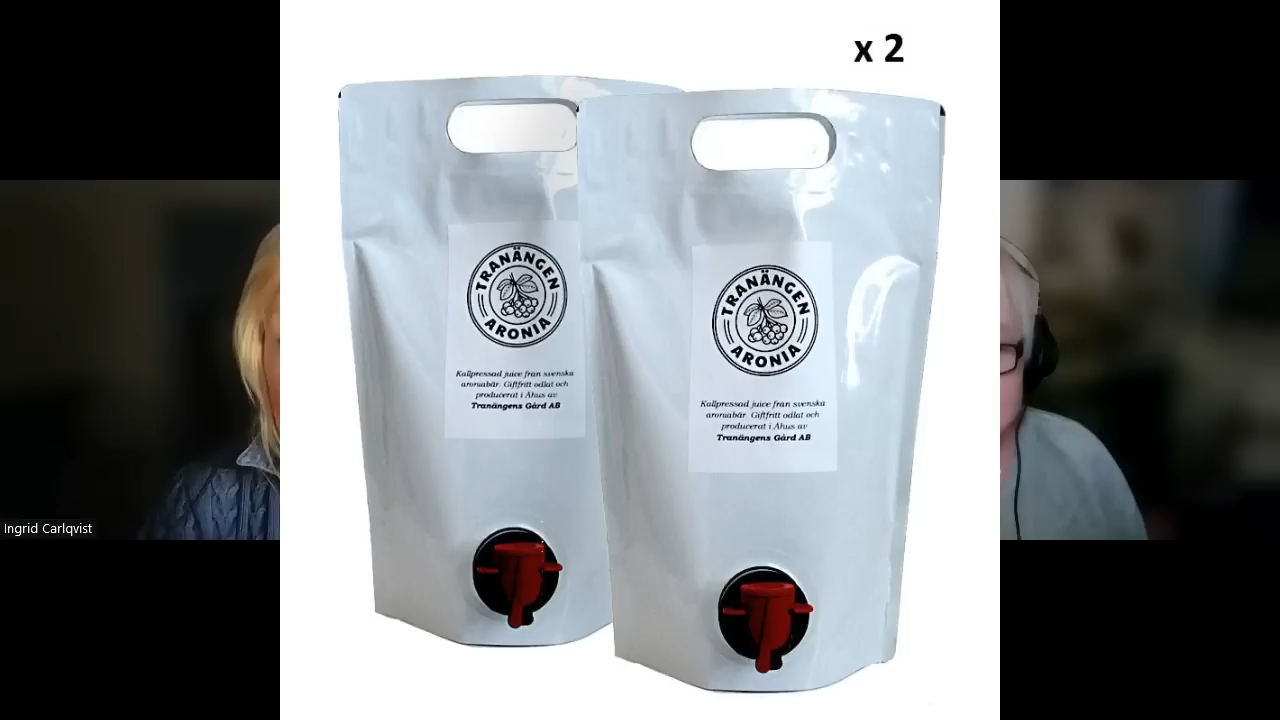 x 2
TRANÄNGEN
ARONIA
Kallpressad juice från svenska
aroniabär. Giftfritt odlat och
producerat i Åhus av
Tranängens Gård AB
TRANÄNGEN
ARONIA
Kallpressad juice från svenska
aroniabär. Giftfritt odlat och
producerat i Åhus av
Tranängens Gård AB
Ingrid Carlqvist